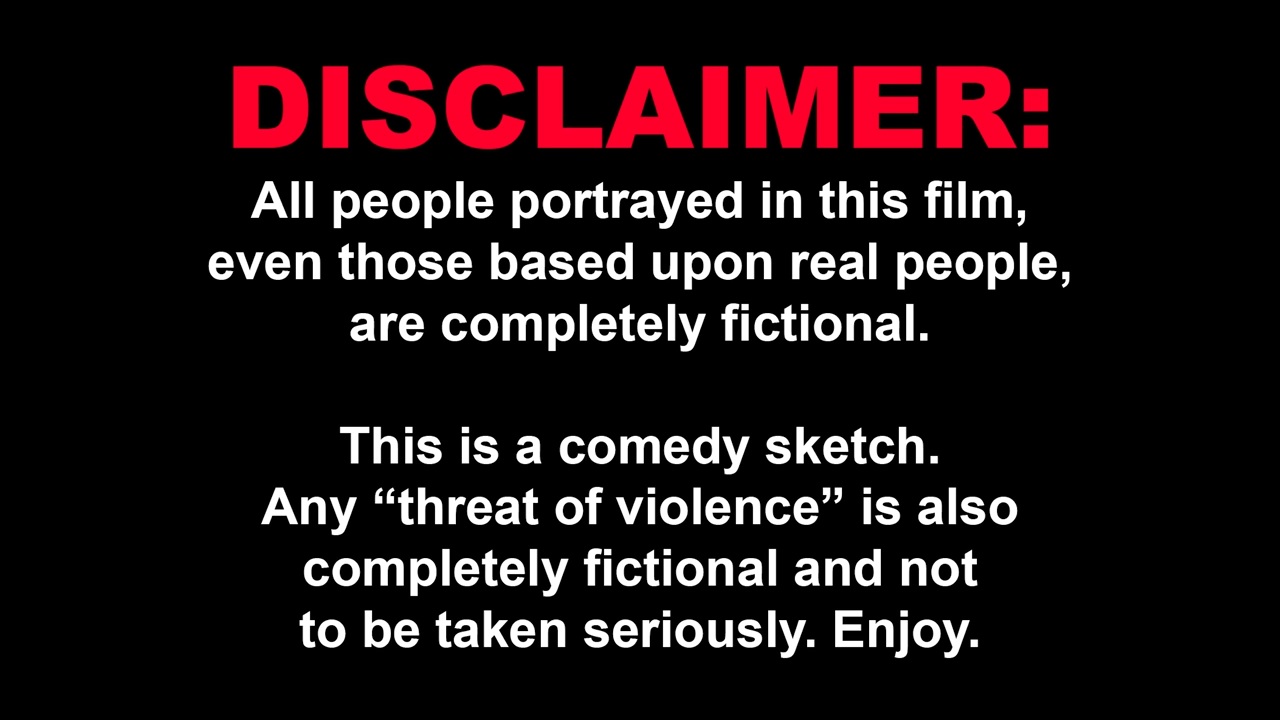 DISCLAIMER:
All people portrayed in this film,
even those based upon real people,
are completely fictional.
This is a comedy sketch.
Any “threat of violence” is also
completely fictional and not
to be taken seriously. Enjoy.